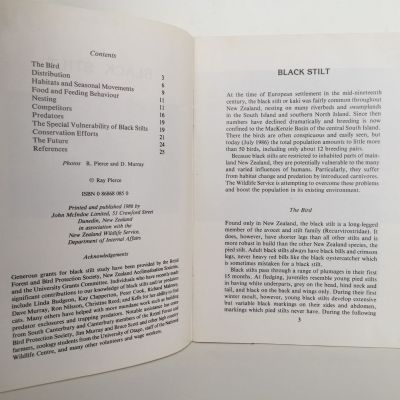 Contents
The Bird 3
Distribution 6
Habitats and Seasonal Movements 9
Food and Feeding Behaviour 11
Nesting 11
Competitors 16
Predators 19
The Special Vulnerability of Black Stilts 19
Conservation Efforts 21
The Future 24
References 25
Photos R. Pierce and D. Murray
© Ray Pierce
ISBN 0 86868 085 0
Printed and published 1986 by
John McIndoe Limited, 51 Crawford Street
Dunedin, New Zealand
in association with the
New Zealand Wildlife Service,
Department of Internal Affairs
Acknowledgements
Generous grants for black stilt study have been provided by the Royal
Forest and Bird Protection Society, New Zealand Acclimatisation Societies,
and the University Grants Committee. Individuals who have made
significant contributions to our knowledge of black stilts and/or
include Linda Budgeon, Kay Clapperton, Peter Cook, Richard Maloney,
Dave Murray, Ron Nilsson, Christine Reed; and Kells for her ability to find
cats. Many others have helped with more mundane work such as building
predator enclosures and trapping predators. Notable assistance has come
from South Canterbury and Canterbury members of the Royal Forest and
Bird Protection Society, Jim Murray and Bruce Scott and other high country
farmers, zoology students from the University of Otago, staff of the National
Wildlife Centre, and many other volunteers and wage workers.
BLACK STILT
At the time of European settlement in the mid-nineteenth
century, the black stilt or kaki was fairly common throughout
New Zealand, nesting on many riverbeds and swamplands
in the South Island and southern North Island. Since then
numbers have declined dramatically and breeding is now
confined to the MacKenzie Basin of the central South Island.
There the birds are often conspicuous and easily seen, but
today (July 1986) the total population amounts to little more
than 50 birds, including only about 12 breeding pairs.
Because black stilts are restricted to inhabited parts of main-
land New Zealand, they are potentially vulnerable to the many
and varied influences of humans. Particularly, they suffer
from habitat change and predation by introduced carnivores.
The Wildlife Service is attempting to overcome these problems
and boost the population in its existing environment.
The Bird
Found only in New Zealand, the black stilt is a long-legged
member of the avocet and stilt family (Recurvirostridae). It
does, however, have shorter legs than all other stilts and is
more robust in build than the other New Zealand species, the
pied stilt. Adult black stilts always have black bills and crimson
legs, never heavy red bills like the black oystercatcher which
is sometimes mistaken for a black stilt.
Black stilts pass through a range of plumages in their first
15 months. At fledging, juveniles resemble young pied stilts
in having white underparts, grey on the head, hind neck and
tail, and black on the back and wings only. During their first
winter moult, however, young black stilts develop extensive
but variable black markings on their sides and abdomen,
markings which pied stilts never have. During the following
3